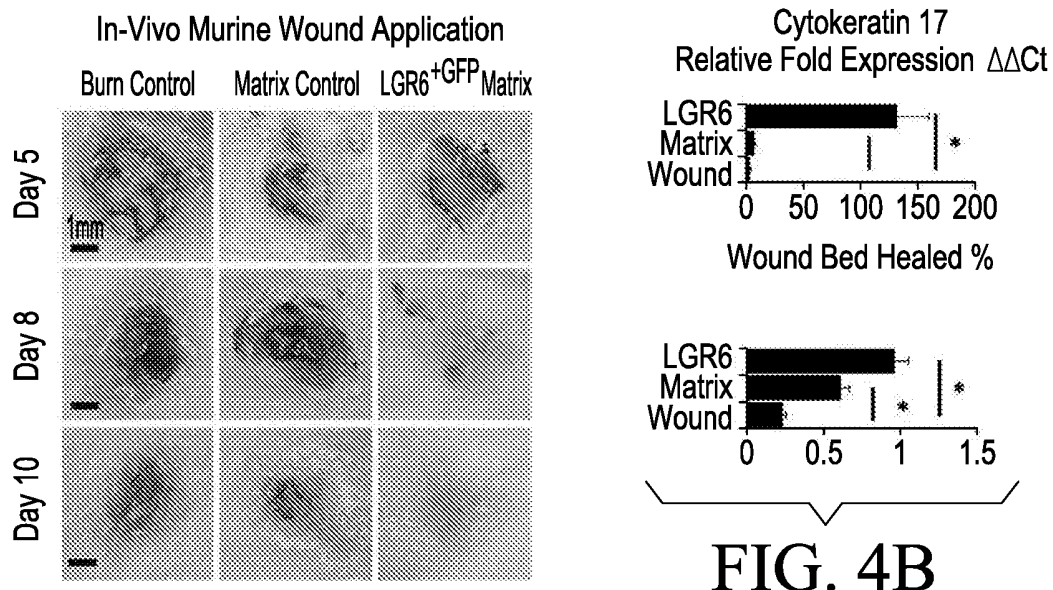 In-Vivo Murine Wound Application
Burn Control Matrix Control LGR6+GFP Matrix
Day 5
1mm
Day 8
Day 10
Cytokeratin 17
Relative Fold Expression ΔΔCt
LGR6
Matrix *
Wound
0 50 100 150 200
Wound Bed Healed %
LGR6
Matrix *
Wound *
0 0.5 1 1.5
FIG. 4B